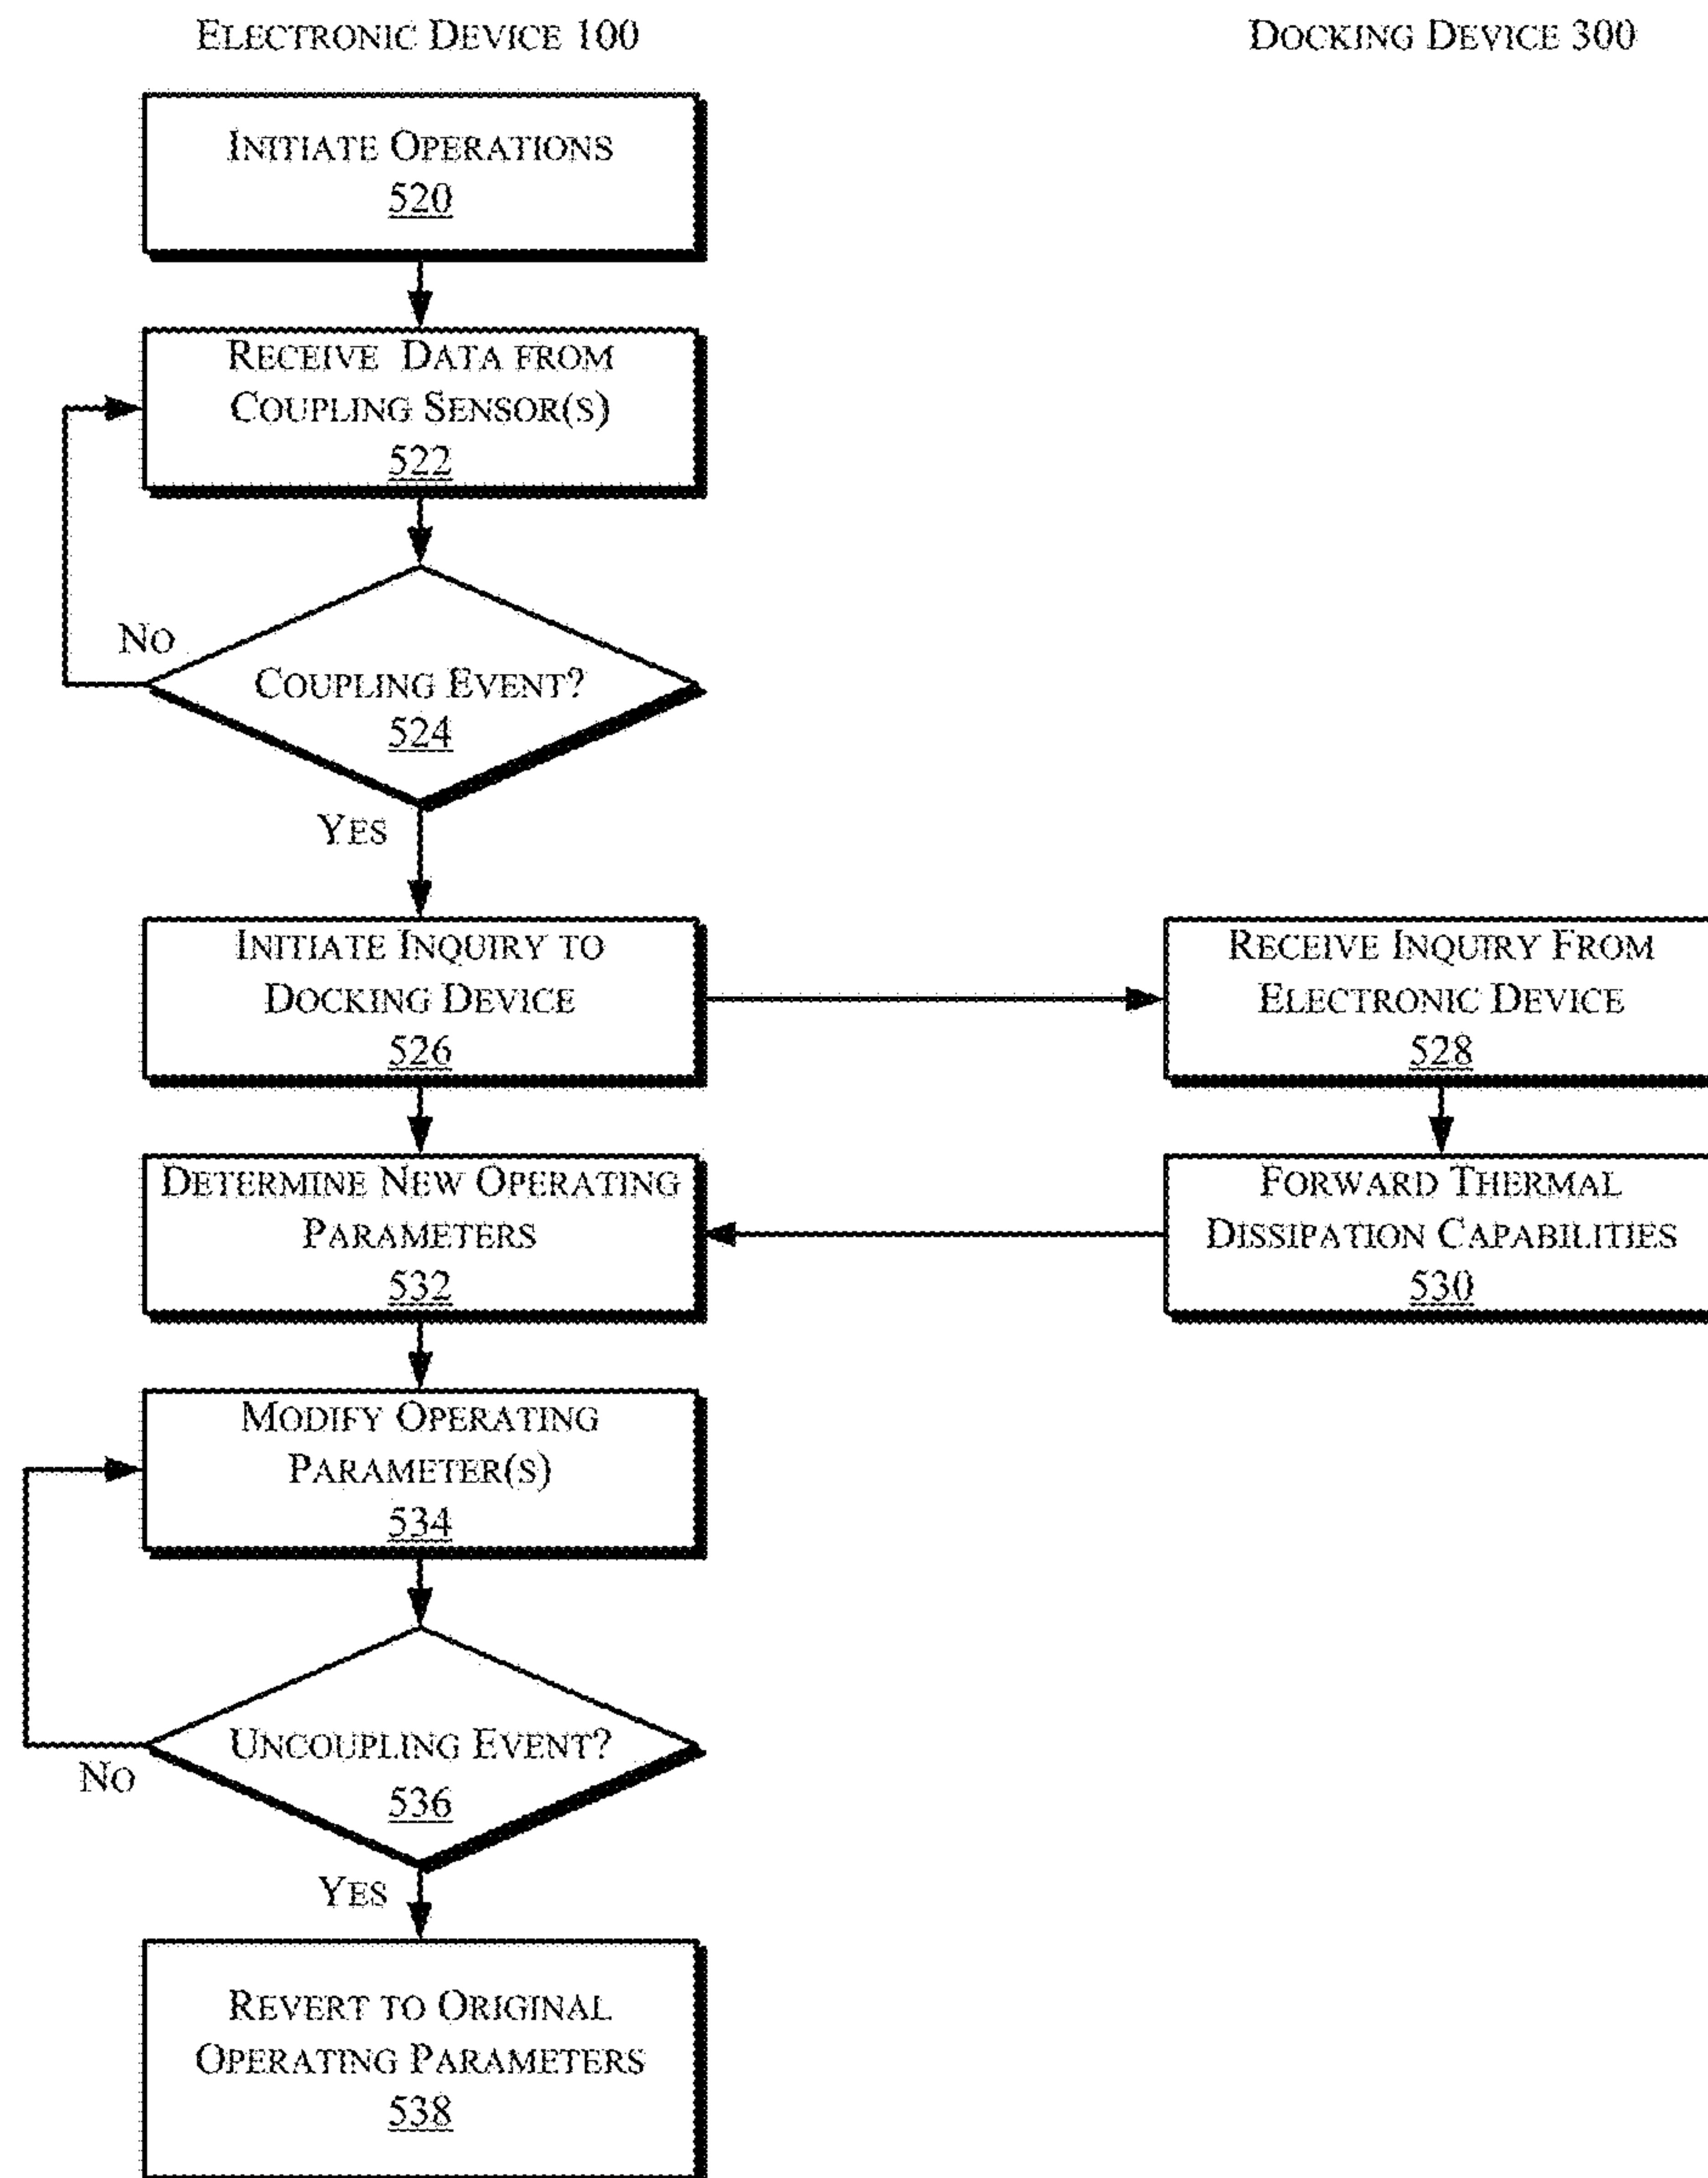 ELECTRONIC DEVICE 100
DOCKING DEVICE 300
INITIATE OPERATIONS
520
RECEIVE DATA FROM
COUPLING SENSOR(S)
522
NO
COUPLING EVENT?
524
YES
INITIATE INQUIRY TO
DOCKING DEVICE
526
RECEIVE INQUIRY FROM
ELECTRONIC DEVICE
528
DETERMINE NEW OPERATING
PARAMETERS
532
FORWARD THERMAL
DISSIPATION CAPABILITIES
530
MODIFY OPERATING
PARAMETER(S)
534
UNCOUPLING EVENT?
NO
536
YES
REVERT TO ORIGINAL
OPERATING PARAMETERS
538